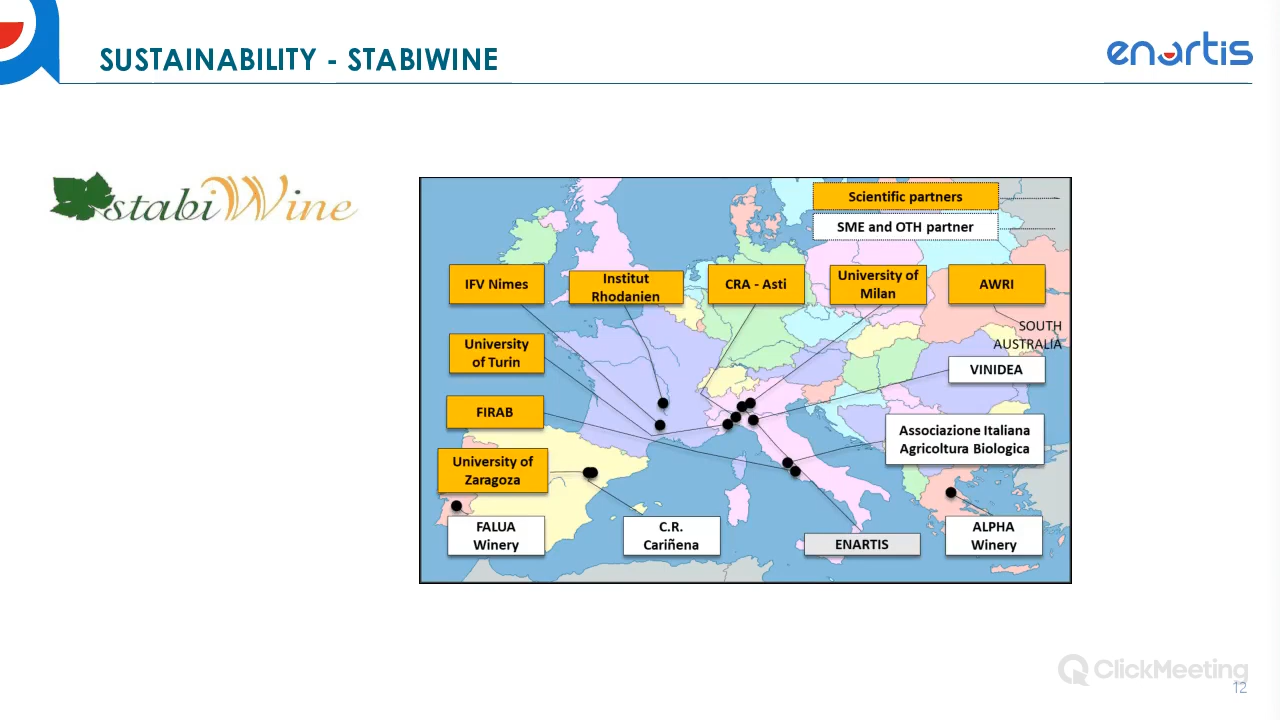 SUSTAINABILITY - STABIWINE
enartis
stabiWine
Scientific partners
SME and OTH partner
IFV Nimes
Institut
Rhodanien
CRA - Asti
University of
Milan
AWRI
SOUTH
AUSTRALIA
University
of Turin
VINIDEA
FIRAB
Associazione Italiana
Agricoltura Biologica
University of
Zaragoza
FALUA
Winery
C.R.
Cariñena
ENARTIS
ALPHA
Winery
ClickMeeting
12